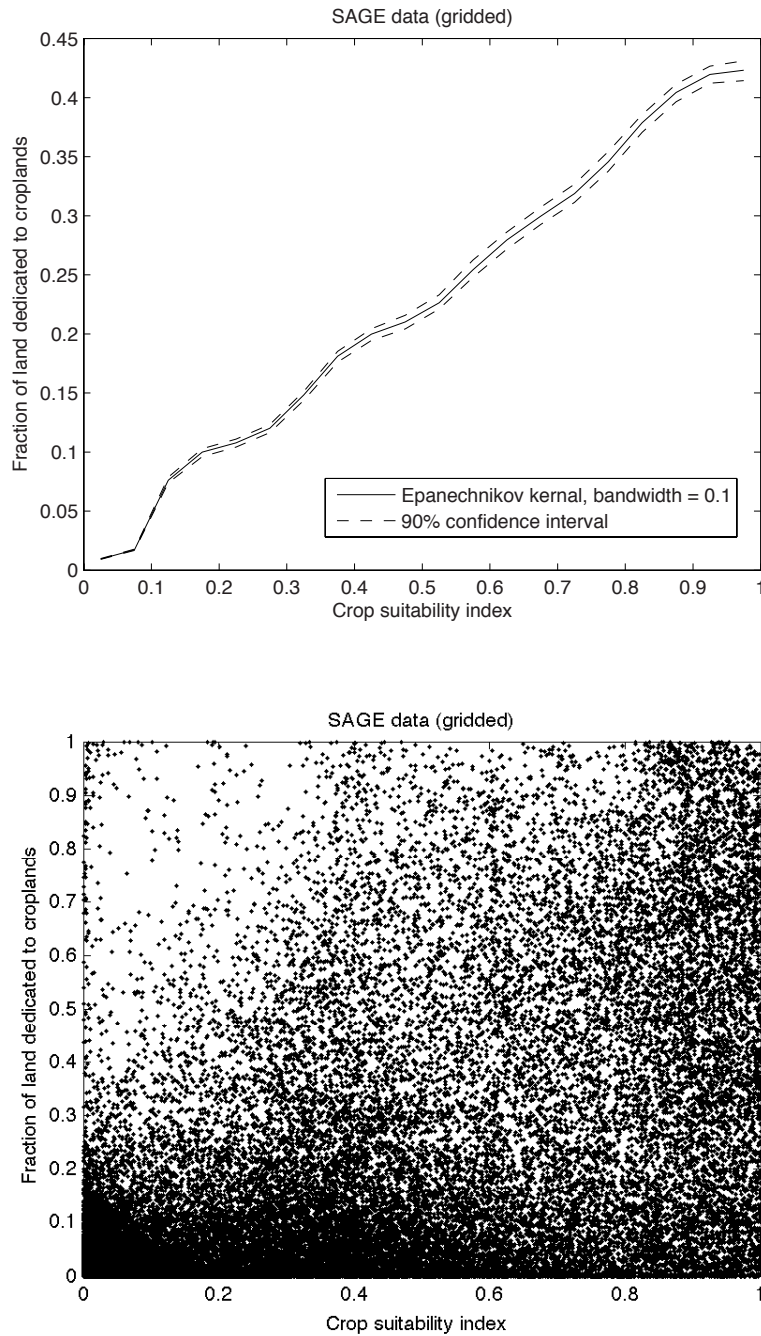 SAGE data (gridded)
0.45
0.4
0.35
0.3
0.25
0.2
0.15
0.1
0.05
0
Fraction of land dedicated to croplands
Epanechnikov kernel, bandwidth = 0.1
90% confidence interval
0 0.1 0.2 0.3 0.4 0.5 0.6 0.7 0.8 0.9 1
Crop suitability index
SAGE data (gridded)
1
0.9
0.8
0.7
0.6
0.5
0.4
0.3
0.2
0.1
0
Fraction of land dedicated to croplands
0 0.2 0.4 0.6 0.8 1
Crop suitability index